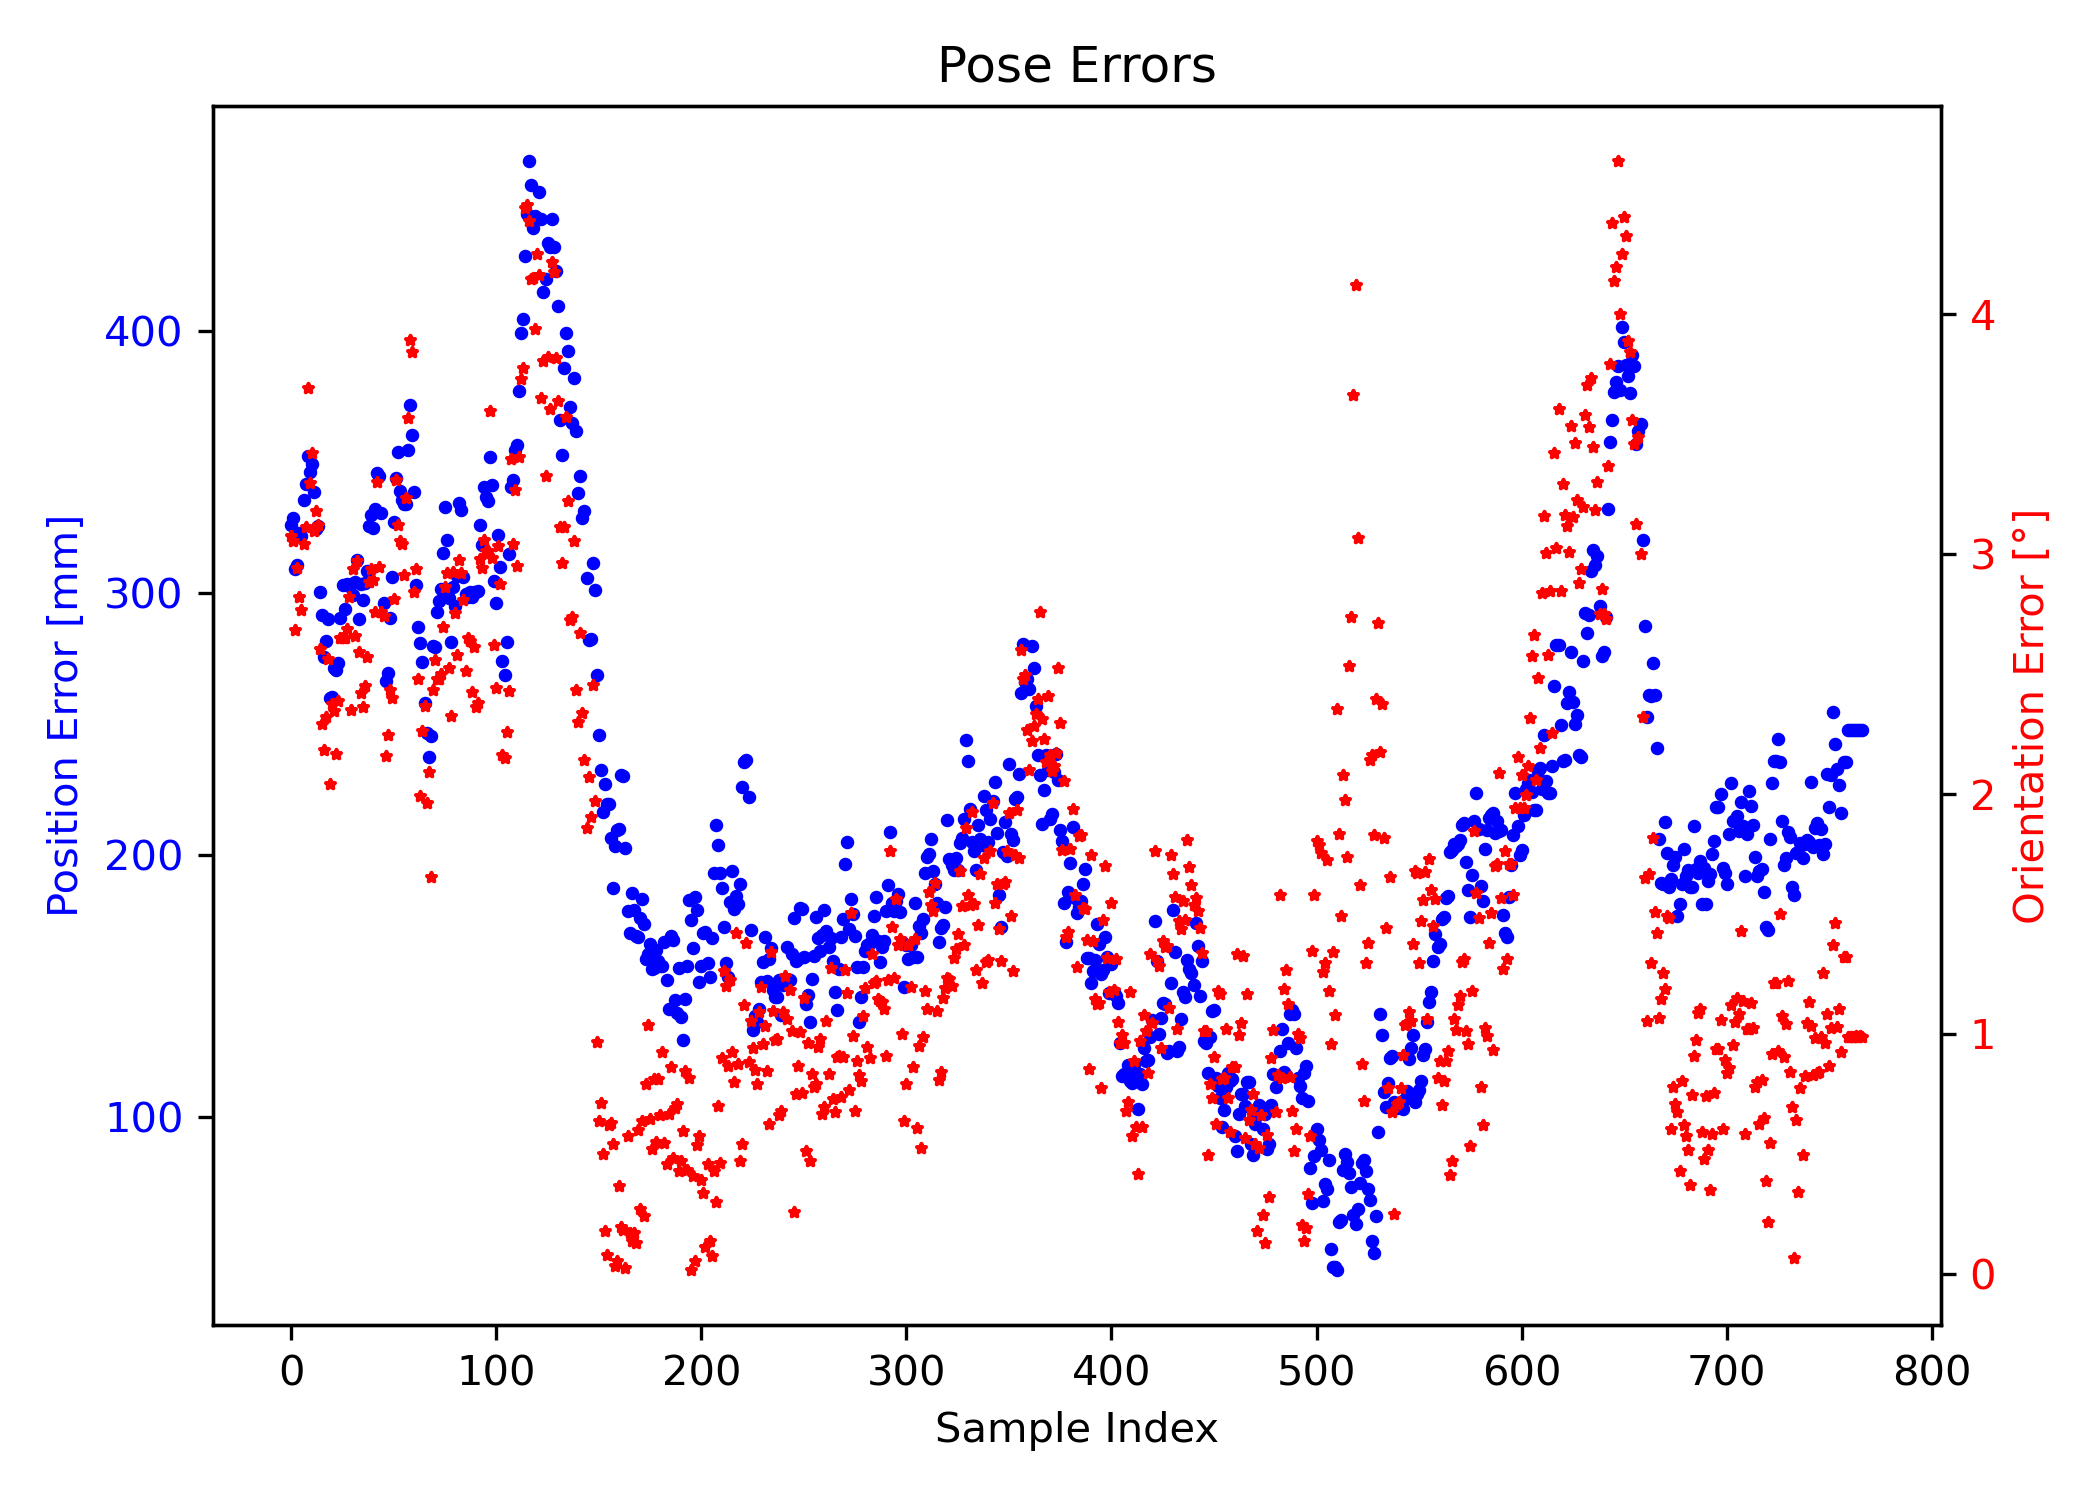 Pose Errors
400
300
200
100
Position Error [mm]
4
3
2
1
0
Orientation Error [°]
0 100 200 300 400 500 600 700 800
Sample Index